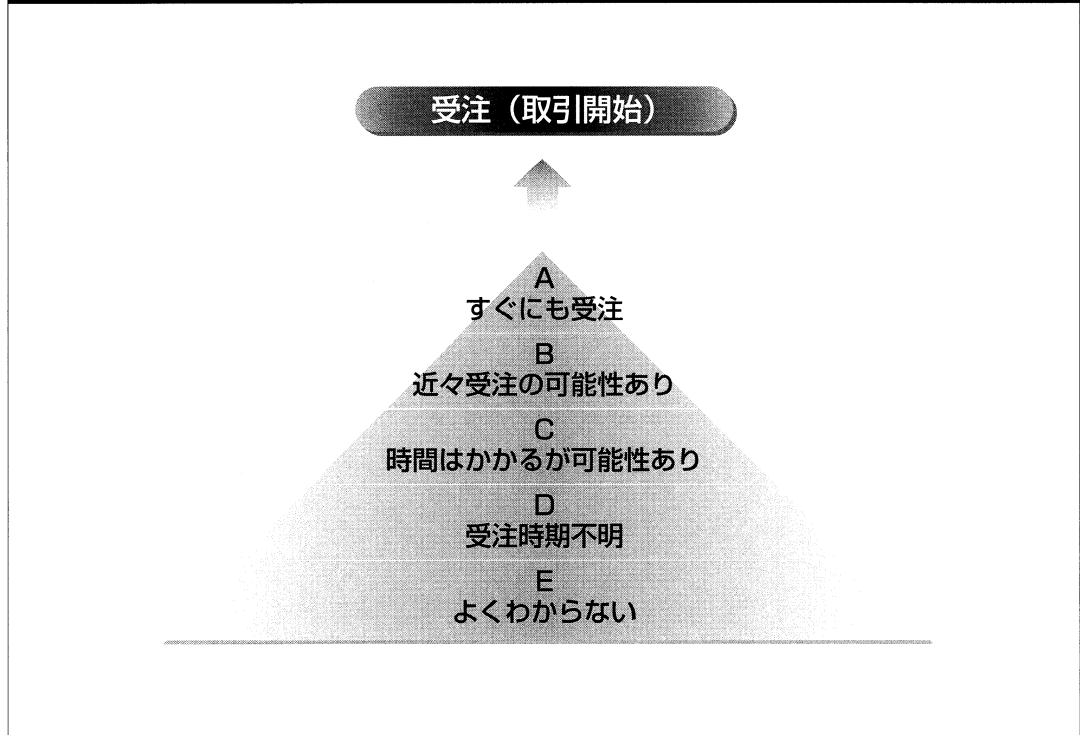 受注（取引開始）
A
すぐにも受注
B
近々受注の可能性あり
C
時間はかかるが可能性あり
D
受注時期不明
E
よくわからない